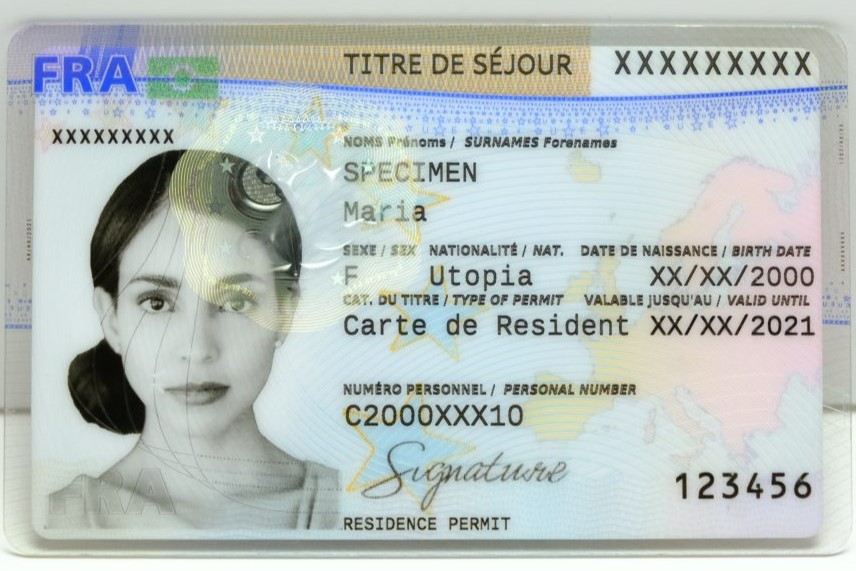 FRA TITRE DE SÉJOUR XXXXXXXXX
XXXXXXXXX
NOMS Prénoms / SURNAMES Forenames
SPECIMEN
Maria
SEXE / SEX NATIONALITÉ / NAT. DATE DE NAISSANCE / BIRTH DATE
F Utopia XX/XX/2000
CAT. DU TITRE / TYPE OF PERMIT VALABLE JUSQU'AU / VALID UNTIL
Carte de Resident XX/XX/2021
NUMÉRO PERSONNEL / PERSONAL NUMBER
C2000XXX10
Signature
123456
FRA
RESIDENCE PERMIT